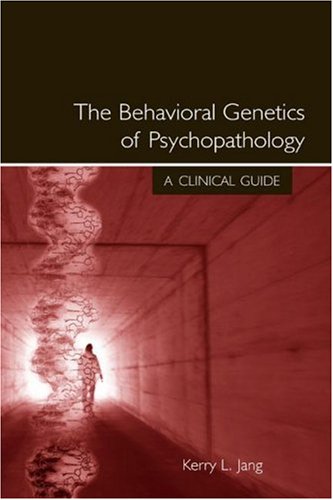 The Behavioral Genetics
of Psychopathology
A CLINICAL GUIDE
Kerry L. Jang